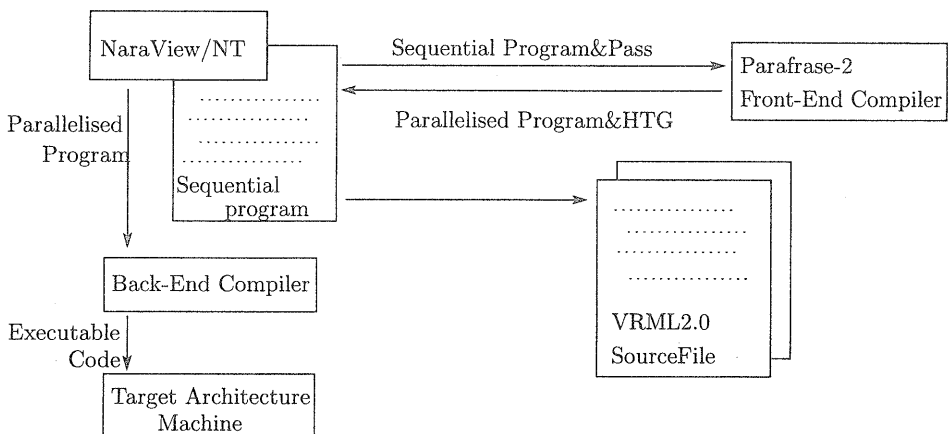 NaraView/NT
Sequential Program&Pass
Parafrase-2
Front-End Compiler
Parallelised Program&HTG
Parallelised
Program
Sequential
program
Back-End Compiler
VRML2.0
SourceFile
Executable
Code
Target Architecture
Machine